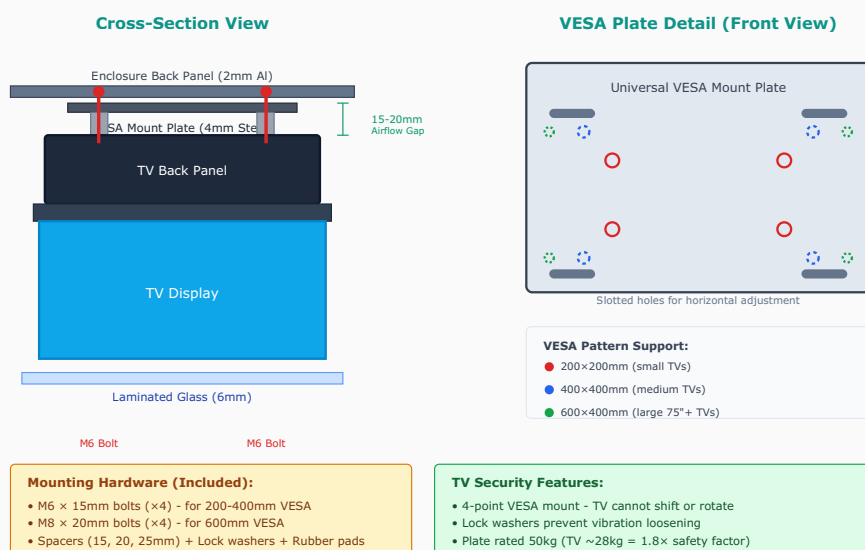 Cross-Section View
Enclosure Back Panel (2mm Al)
SA Mount Plate (4mm Ste
15-20mm
Airflow Gap
TV Back Panel
TV Display
Laminated Glass (6mm)
M6 Bolt
M6 Bolt
VESA Plate Detail (Front View)
Universal VESA Mount Plate
Slotted holes for horizontal adjustment
VESA Pattern Support:
200×200mm (small TVs)
400×400mm (medium TVs)
600×400mm (large 75"+ TVs)
Mounting Hardware (Included):
• M6 × 15mm bolts (×4) - for 200-400mm VESA
• M8 × 20mm bolts (×4) - for 600mm VESA
• Spacers (15, 20, 25mm) + Lock washers + Rubber pads
TV Security Features:
• 4-point VESA mount - TV cannot shift or rotate
• Lock washers prevent vibration loosening
• Plate rated 50kg (TV ~28kg = 1.8× safety factor)